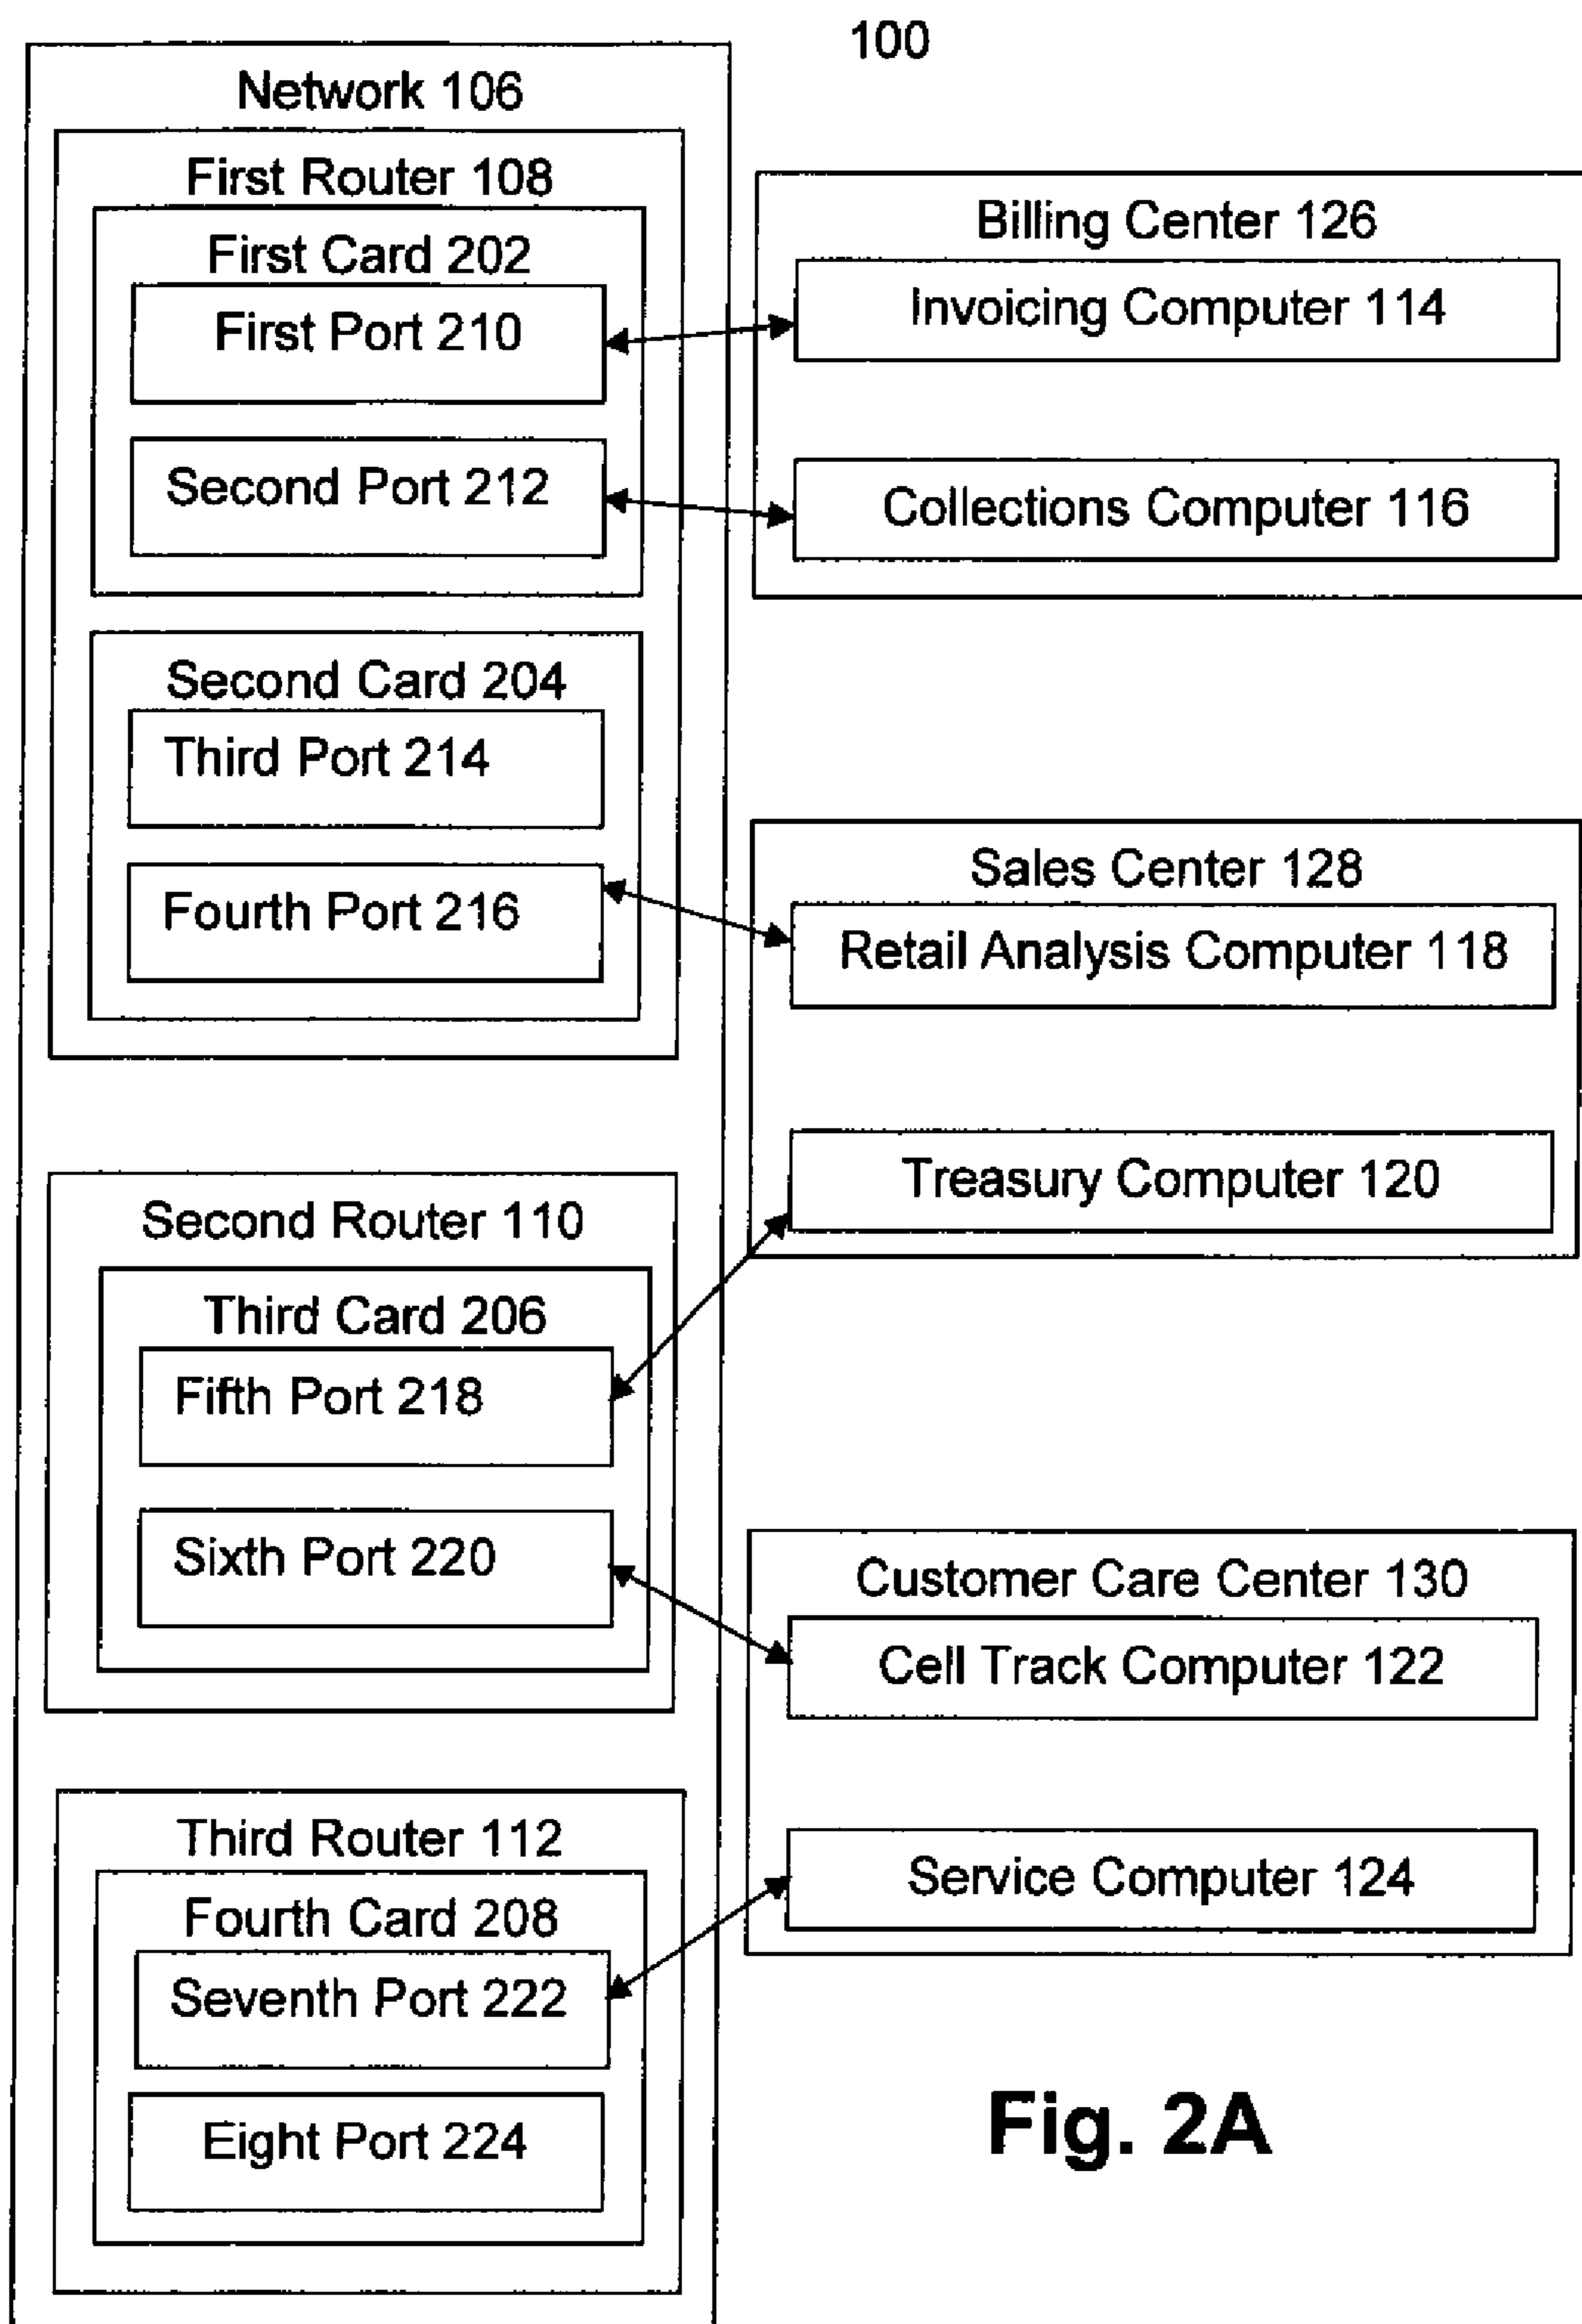 100
Network 106
First Router 108
First Card 202
First Port 210
Second Port 212
Second Card 204
Third Port 214
Fourth Port 216
Second Router 110
Third Card 206
Fifth Port 218
Sixth Port 220
Third Router 112
Fourth Card 208
Seventh Port 222
Eight Port 224
Billing Center 126
Invoicing Computer 114
Collections Computer 116
Sales Center 128
Retail Analysis Computer 118
Treasury Computer 120
Customer Care Center 130
Cell Track Computer 122
Service Computer 124
Fig. 2A